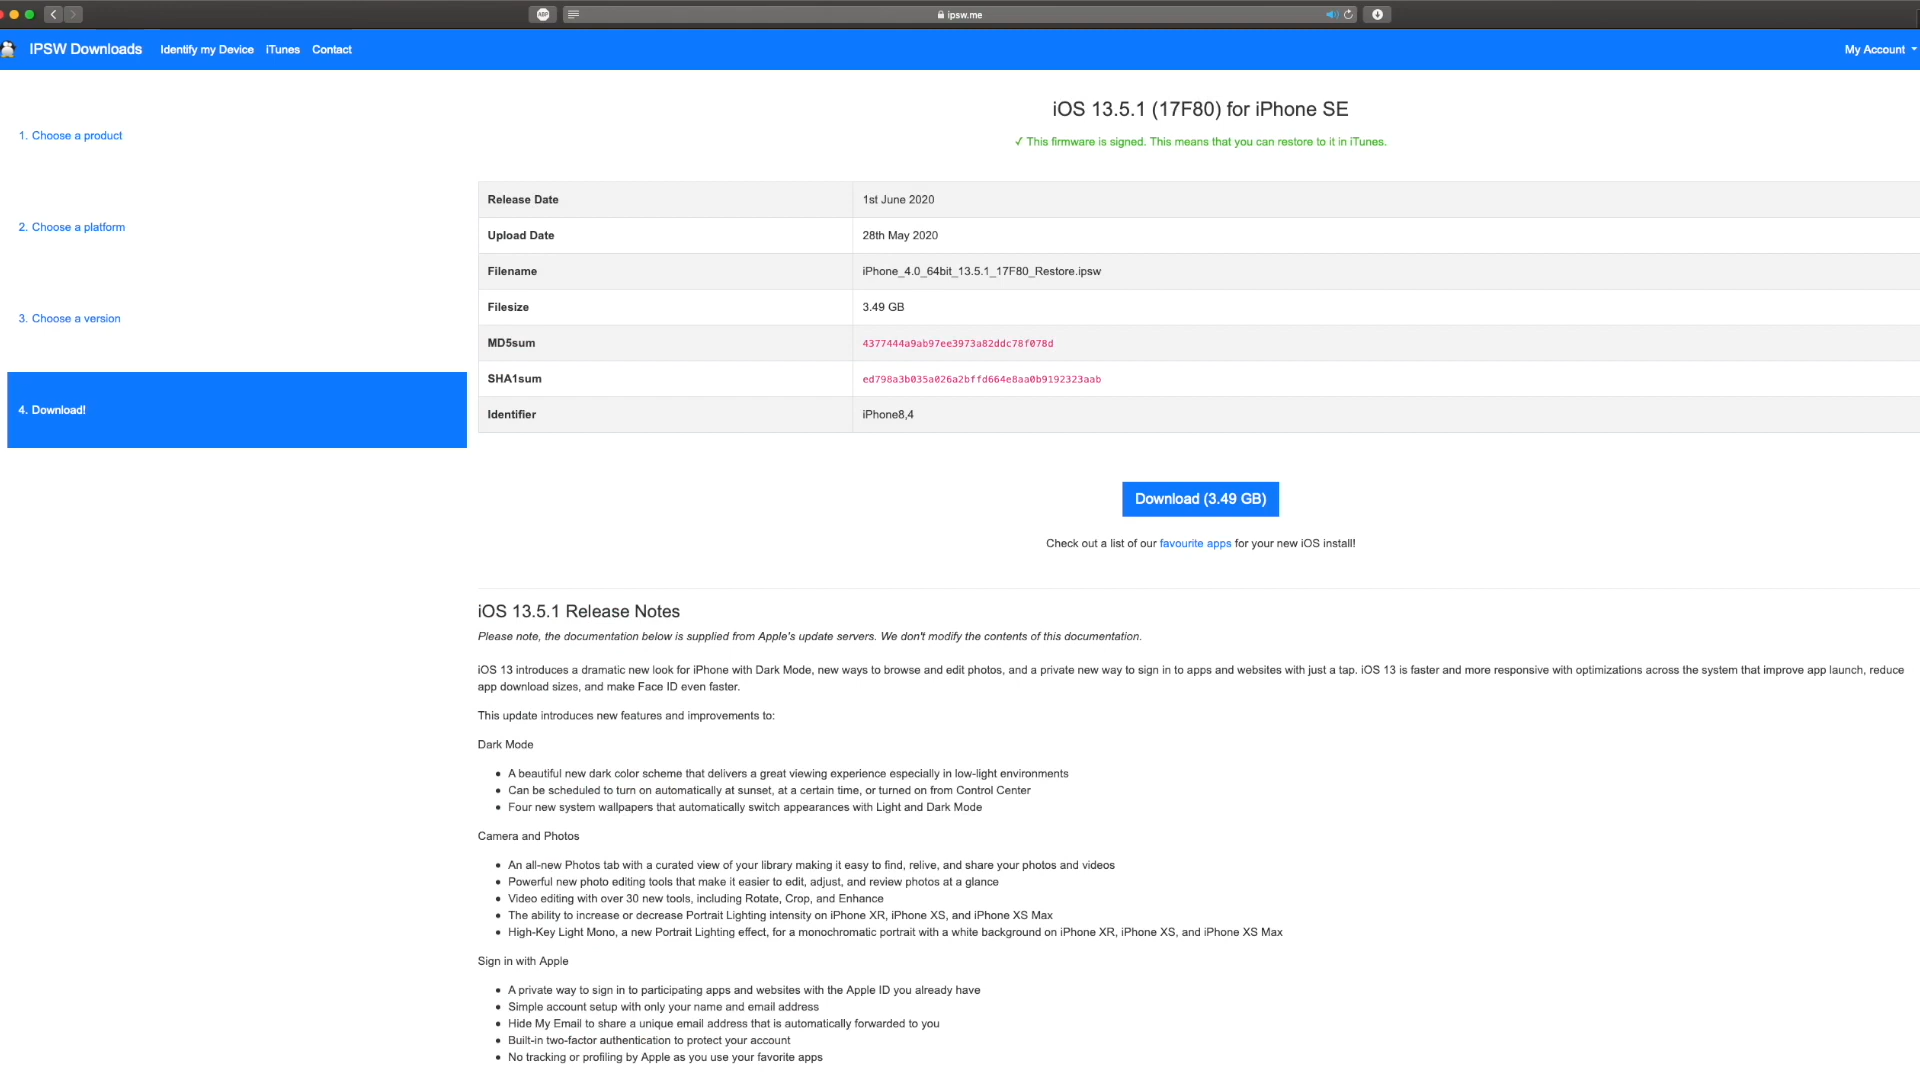 ABP
ipsw.me
IPSW Downloads Identify my Device iTunes Contact My Account
iOS 13.5.1 (17F80) for iPhone SE
✓ This firmware is signed. This means that you can restore to it in iTunes.
1. Choose a product
2. Choose a platform
3. Choose a version
4. Download!
Release Date 1st June 2020
Upload Date 28th May 2020
Filename iPhone_4.0_64bit_13.5.1_17F80_Restore.ipsw
Filesize 3.49 GB
MD5sum 4377444a9ab97ee3973a82ddc78f078d
SHA1sum ed798a3b035a026a2bffd664e8aa0b9192323aab
Identifier iPhone8,4
Download (3.49 GB)
Check out a list of our favourite apps for your new iOS install!
iOS 13.5.1 Release Notes
Please note, the documentation below is supplied from Apple's update servers. We don't modify the contents of this documentation.
iOS 13 introduces a dramatic new look for iPhone with Dark Mode, new ways to browse and edit photos, and a private new way to sign in to apps and websites with just a tap. iOS 13 is faster and more responsive with optimizations across the system that improve app launch, reduce
app download sizes, and make Face ID even faster.
This update introduces new features and improvements to:
Dark Mode
• A beautiful new dark color scheme that delivers a great viewing experience especially in low-light environments
• Can be scheduled to turn on automatically at sunset, at a certain time, or turned on from Control Center
• Four new system wallpapers that automatically switch appearances with Light and Dark Mode
Camera and Photos
• An all-new Photos tab with a curated view of your library making it easy to find, relive, and share your photos and videos
• Powerful new photo editing tools that make it easier to edit, adjust, and review photos at a glance
• Video editing with over 30 new tools, including Rotate, Crop, and Enhance
• The ability to increase or decrease Portrait Lighting intensity on iPhone XR, iPhone XS, and iPhone XS Max
• High-Key Light Mono, a new Portrait Lighting effect, for a monochromatic portrait with a white background on iPhone XR, iPhone XS, and iPhone XS Max
Sign in with Apple
• A private way to sign in to participating apps and websites with the Apple ID you already have
• Simple account setup with only your name and email address
• Hide My Email to share a unique email address that is automatically forwarded to you
• Built-in two-factor authentication to protect your account
• No tracking or profiling by Apple as you use your favorite apps